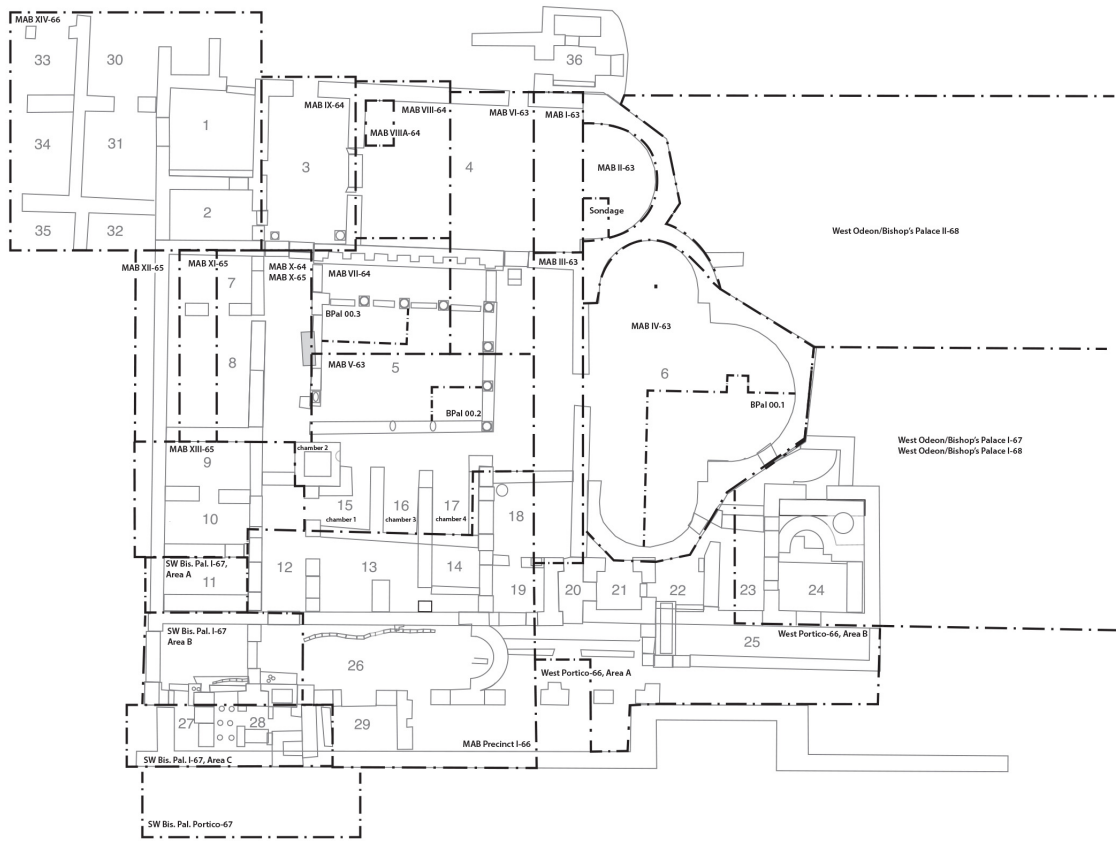 MAB XIV-66
33
30
36
MAB IX-64
MAB VIII-64
MAB VI-63
MAB I-63
1
MAB VIIIA-64
34
31
3
4
MAB II-63
2
Sondage
35
32
West Odeon/Bishop's Palace II-68
MAB XII-65
MAB XI-65
MAB X-64
MAB X-65
MAB VII-64
MAB III-63
7
BPal 00.3
MAB IV-63
8
MAB V-63
5
6
BPal 00.2
BPal 00.1
MAB XIII-65
chamber 2
West Odeon/Bishop's Palace I-67
West Odeon/Bishop's Palace I-68
9
10
15
16
17
18
chamber 1
chamber 3
chamber 4
SW Bis. Pal. I-67,
Area A
11
12
13
14
19
20
21
22
23
24
SW Bis. Pal. I-67
Area B
West Portico-66, Area B
25
26
West Portico-66, Area A
27
28
29
MAB Precinct I-66
SW Bis. Pal. I-67, Area C
SW Bis. Pal. Portico-67